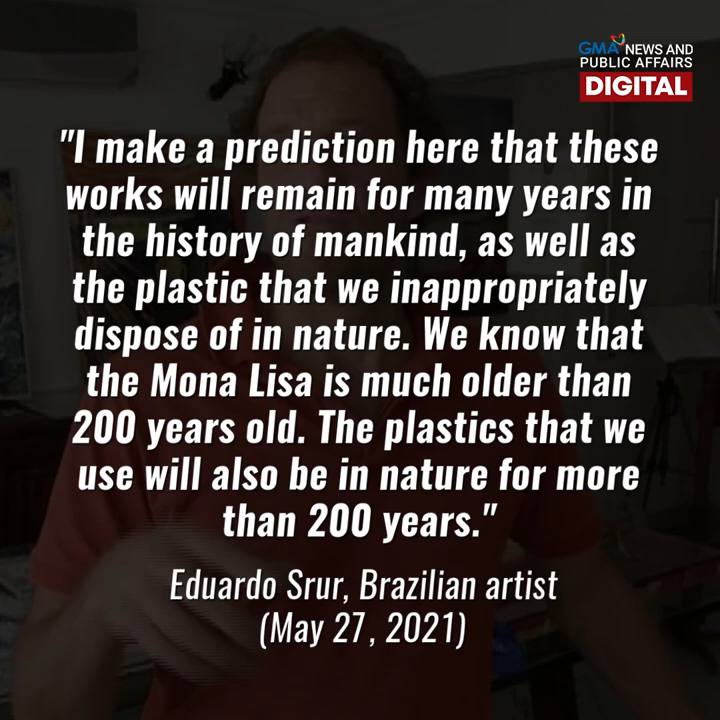 GMA NEWS AND
PUBLIC AFFAIRS
DIGITAL
"I make a prediction here that these
works will remain for many years in
the history of mankind, as well as
the plastic that we inappropriately
dispose of in nature. We know that
the Mona Lisa is much older than
200 years old. The plastics that we
use will also be in nature for more
than 200 years."
Eduardo Srur, Brazilian artist
(May 27, 2021)